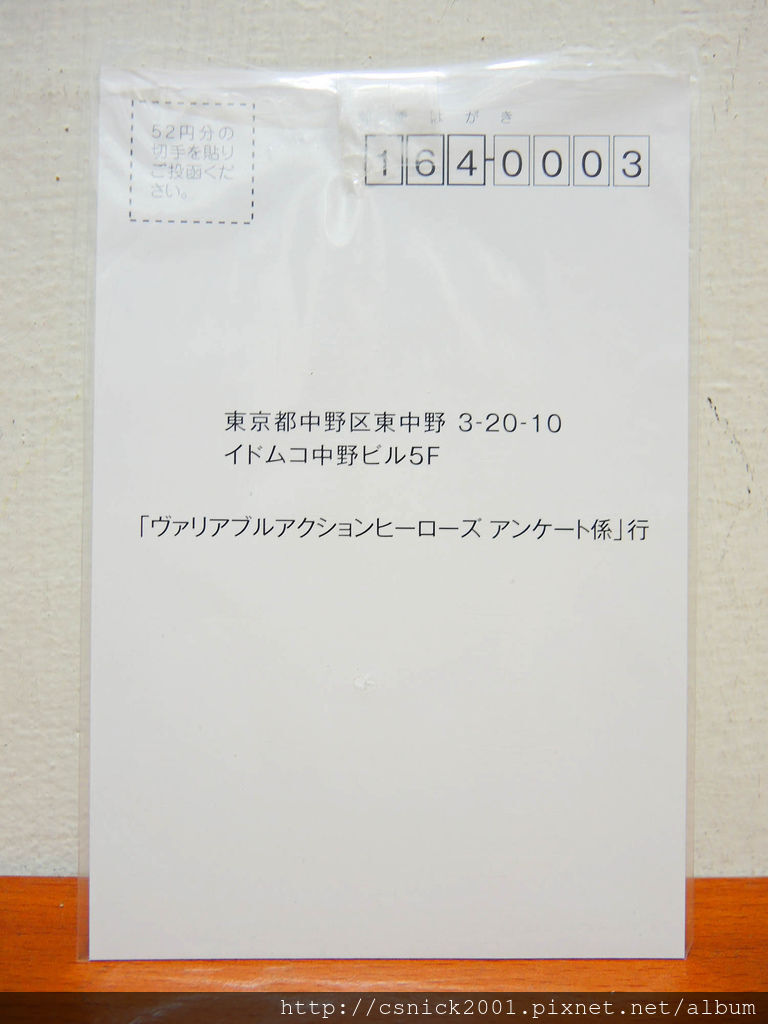 52円分の
切手を貼り
ご投函くだ
さい。
はがき
164-0003
東京都中野区東中野 3-20-10
イドムコ中野ビル5F
「ヴァリアブルアクションヒーローズ アンケート係」行
http://csnick2001.pixnet.net/album